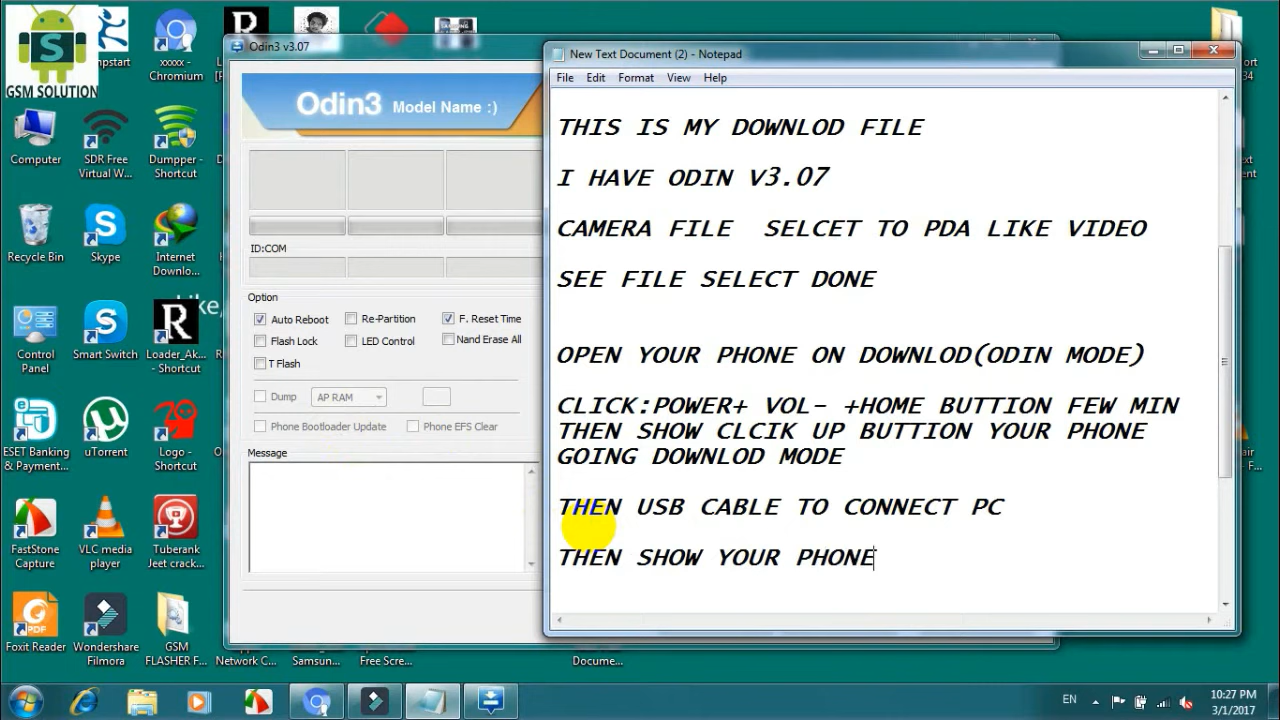 GSM SOLUTION
Jumpstart
xxxxx -
Chromium
Computer
SDR Free
Virtual W...
Dumpper -
Shortcut
Recycle Bin
Skype
Internet
Downlo...
Control
Panel
Smart Switch
Loader_Ak...
- Shortcut
ESET Banking
& Payment...
uTorrent
Logo -
Shortcut
FastStone
Capture
VLC media
player
Tuberank
Jeet crack...
Foxit Reader
Wondershare
Filmora
GSM
FLASHER F...
Network C...
Samsun...
Free Scre...
Docume...
ike,
Odin3 v3.07
Odin3 Model Name :)
ID:COM
Option
Auto Reboot
Re-Partition
F. Reset Time
Flash Lock
LED Control
Nand Erase All
T Flash
Dump
AP RAM
Phone Bootloader Update
Phone EFS Clear
Message
New Text Document (2) - Notepad
File Edit Format View Help
THIS IS MY DOWNLOD FILE
I HAVE ODIN V3.07
CAMERA FILE  SELCET TO PDA LIKE VIDEO
SEE FILE SELECT DONE
OPEN YOUR PHONE ON DOWNLOD(ODIN MODE)
CLICK:POWER+ VOL- +HOME BUTTION FEW MIN
THEN SHOW CLCIK UP BUTTION YOUR PHONE
GOING DOWNLOD MODE
THEN USB CABLE TO CONNECT PC
THEN SHOW YOUR PHONE
EN
10:27 PM
3/1/2017